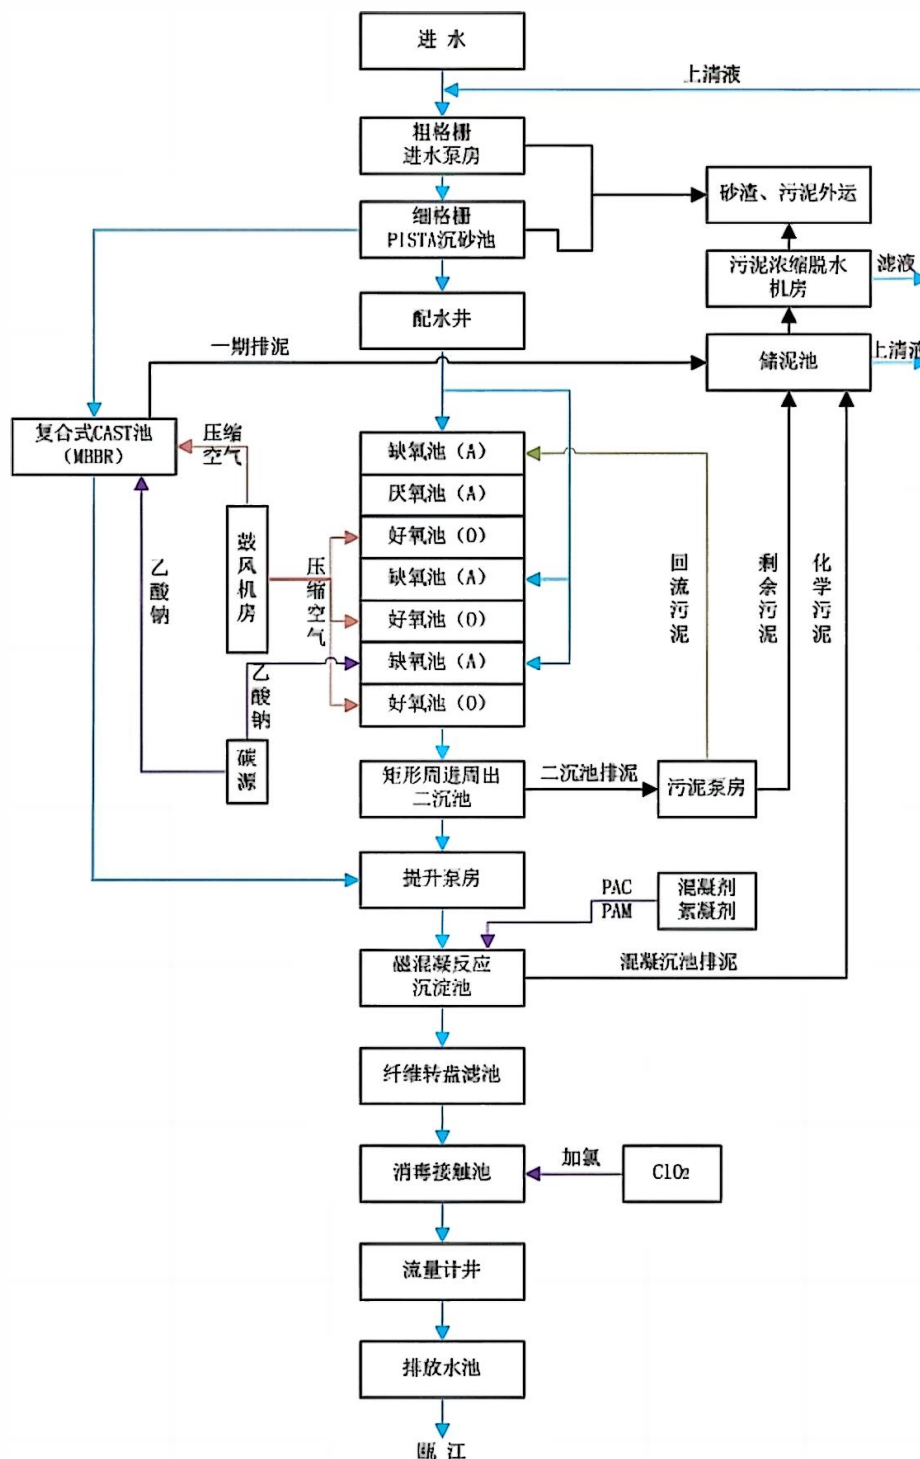 进 水
上清液
粗格栅
进水泵房
细格栅
PISTA沉砂池
砂渣、污泥外运
污泥浓缩脱水
机房
滤液
配水井
一期排泥
储泥池
上清液
复合式CAST池
（MBBR）
压缩
空气
缺氧池（A）
厌氧池（A）
好氧池（O）
缺氧池（A）
好氧池（O）
缺氧池（A）
好氧池（O）
鼓风机房
压缩空气
乙酸钠
乙酸钠
碳源
回流污泥
剩余污泥
化学污泥
矩形周进周出
二沉池
二沉池排泥
污泥泵房
提升泵房
PAC
PAM
混凝剂
絮凝剂
磁混凝反应
沉淀池
混凝沉池排泥
纤维转盘滤池
消毒接触池
加氯
ClO₂
流量计井
排放水池
瓯 江